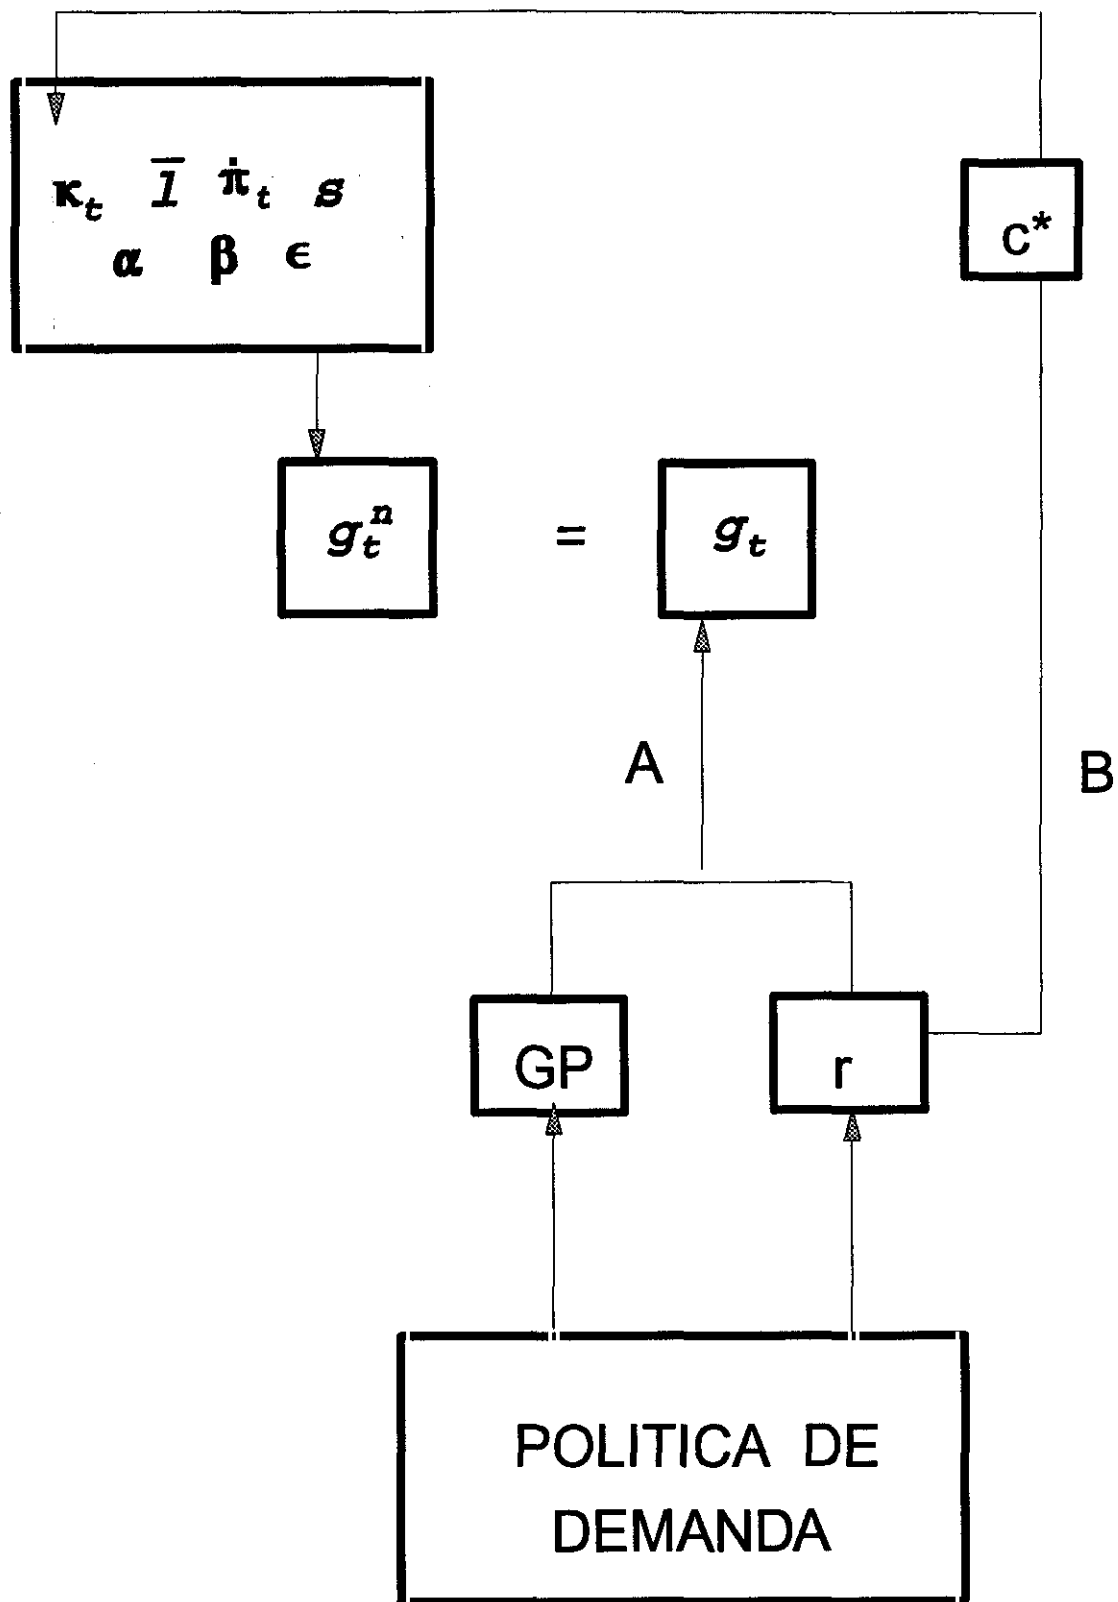 κ_t l̄ π̇_t s
α β ϵ
c*
g_t^n = g_t
A
B
GP
r
POLITICA DE
DEMANDA